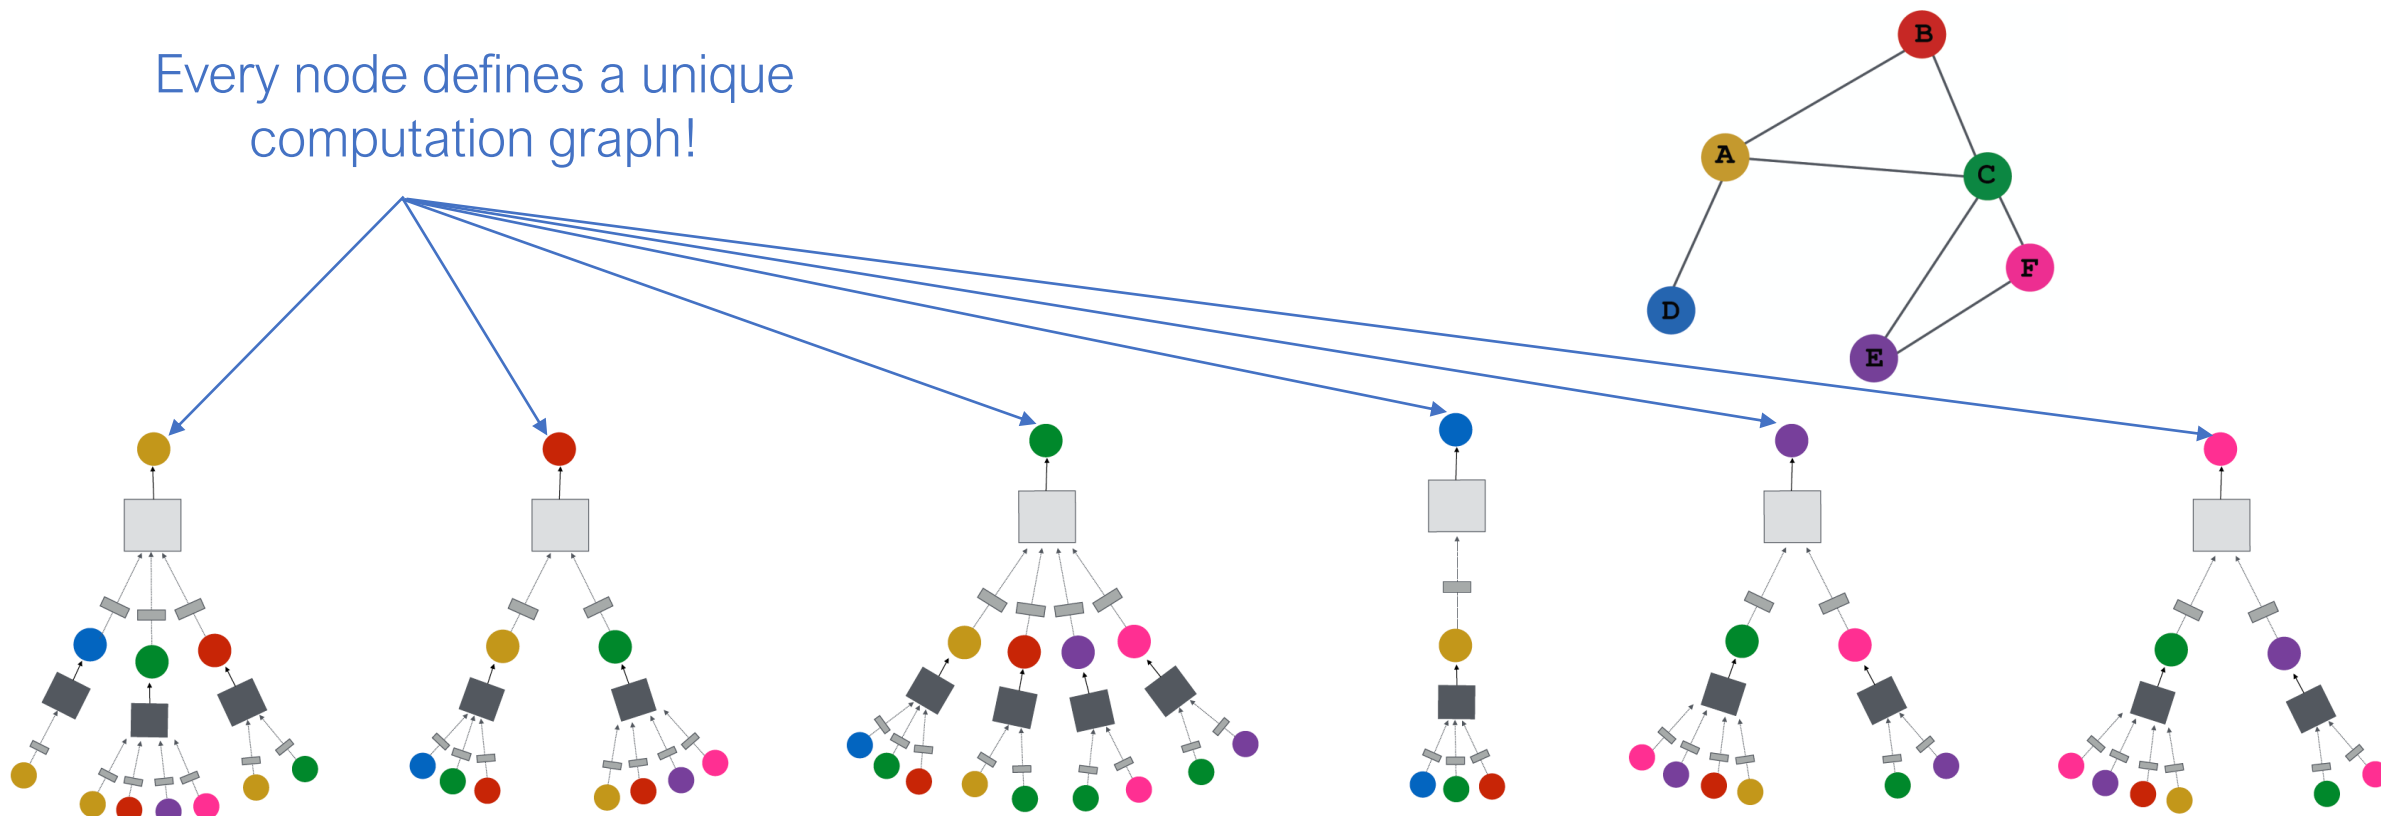 Every node defines a unique
computation graph!
B
A
C
F
D
E